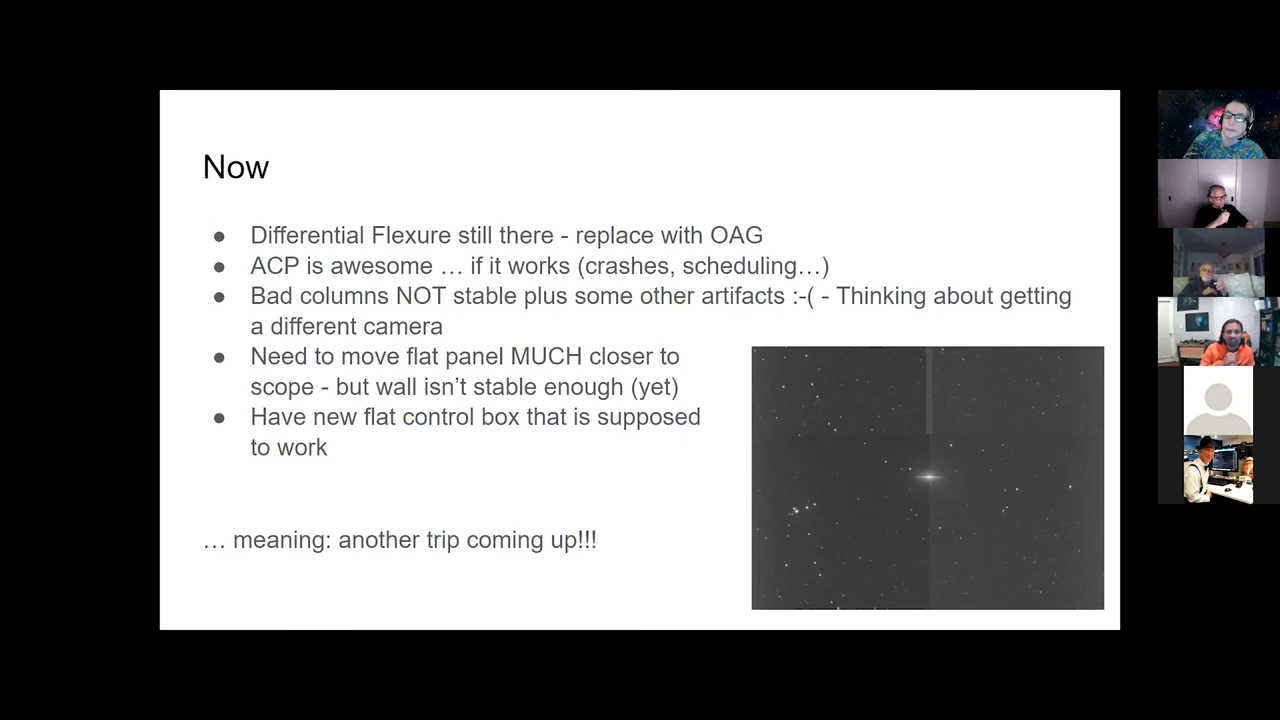 Now
● Differential Flexure still there - replace with OAG
● ACP is awesome … if it works (crashes, scheduling…)
● Bad columns NOT stable plus some other artifacts :-( - Thinking about getting
a different camera
● Need to move flat panel MUCH closer to
scope - but wall isn’t stable enough (yet)
● Have new flat control box that is supposed
to work
… meaning: another trip coming up!!!